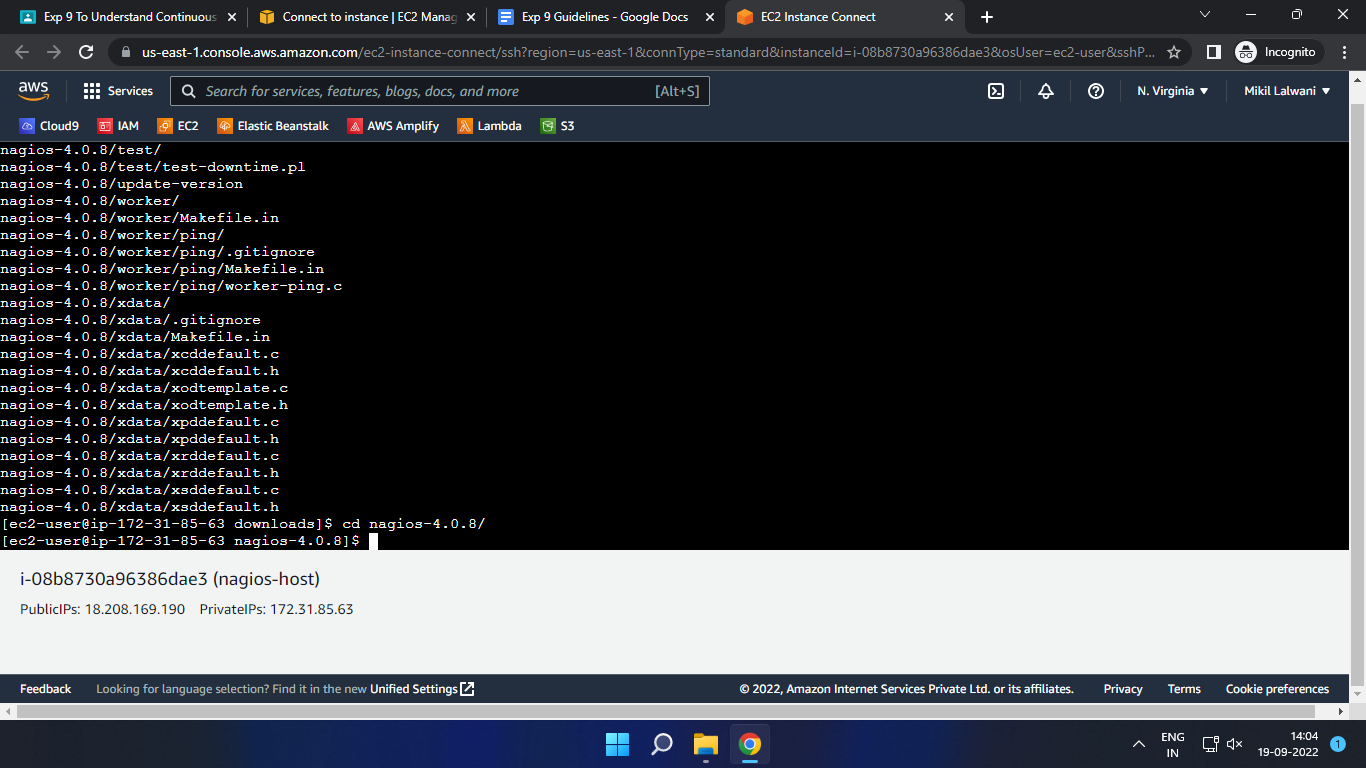 Exp 9 To Understand Continuous
Connect to instance | EC2 Manag
Exp 9 Guidelines - Google Docs
EC2 Instance Connect
us-east-1.console.aws.amazon.com/ec2-instance-connect/ssh?region=us-east-1&connType=standard&instanceId=i-08b8730a96386dae3&osUser=ec2-user&sshP...
Incognito
aws
Services
Search for services, features, blogs, docs, and more
[Alt+S]
N. Virginia
Mikil Lalwani
Cloud9
IAM
EC2
Elastic Beanstalk
AWS Amplify
Lambda
S3
nagios-4.0.8/test/
nagios-4.0.8/test/test-downtime.pl
nagios-4.0.8/update-version
nagios-4.0.8/worker/
nagios-4.0.8/worker/Makefile.in
nagios-4.0.8/worker/ping/
nagios-4.0.8/worker/ping/.gitignore
nagios-4.0.8/worker/ping/Makefile.in
nagios-4.0.8/worker/ping/worker-ping.c
nagios-4.0.8/xdata/
nagios-4.0.8/xdata/.gitignore
nagios-4.0.8/xdata/Makefile.in
nagios-4.0.8/xdata/xcddefault.c
nagios-4.0.8/xdata/xcddefault.h
nagios-4.0.8/xdata/xodtemplate.c
nagios-4.0.8/xdata/xodtemplate.h
nagios-4.0.8/xdata/xpddefault.c
nagios-4.0.8/xdata/xpddefault.h
nagios-4.0.8/xdata/xrddefault.c
nagios-4.0.8/xdata/xrddefault.h
nagios-4.0.8/xdata/xsddefault.c
nagios-4.0.8/xdata/xsddefault.h
[ec2-user@ip-172-31-85-63 downloads]$ cd nagios-4.0.8/
[ec2-user@ip-172-31-85-63 nagios-4.0.8]$
i-08b8730a96386dae3 (nagios-host)
PublicIPs: 18.208.169.190 PrivateIPs: 172.31.85.63
Feedback
Looking for language selection? Find it in the new Unified Settings
© 2022, Amazon Internet Services Private Ltd. or its affiliates.
Privacy
Terms
Cookie preferences
ENG
IN
14:04
19-09-2022
1